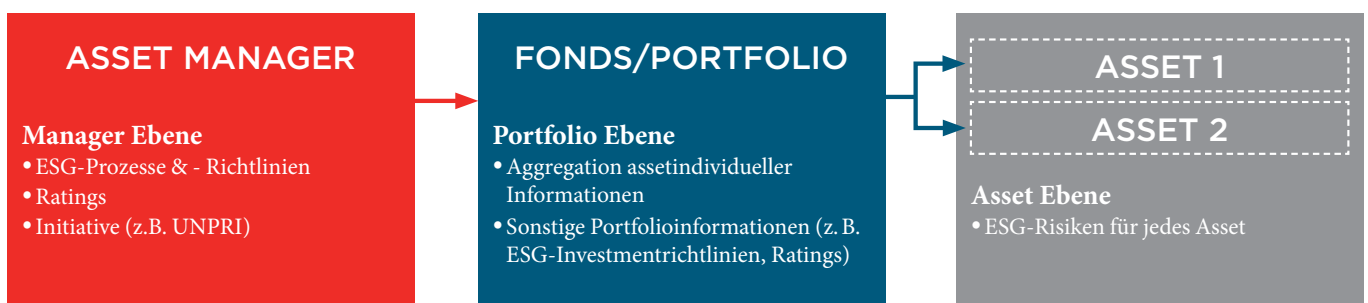 ASSET MANAGER
Manager Ebene
• ESG-Prozesse & - Richtlinien
• Ratings
• Initiative (z.B. UNPRI)
FONDS/PORTFOLIO
Portfolio Ebene
• Aggregation assetindividueller
Informationen
• Sonstige Portfolioinformationen (z. B.
ESG-Investmentrichtlinien, Ratings)
ASSET 1
ASSET 2
Asset Ebene
• ESG-Risiken für jedes Asset